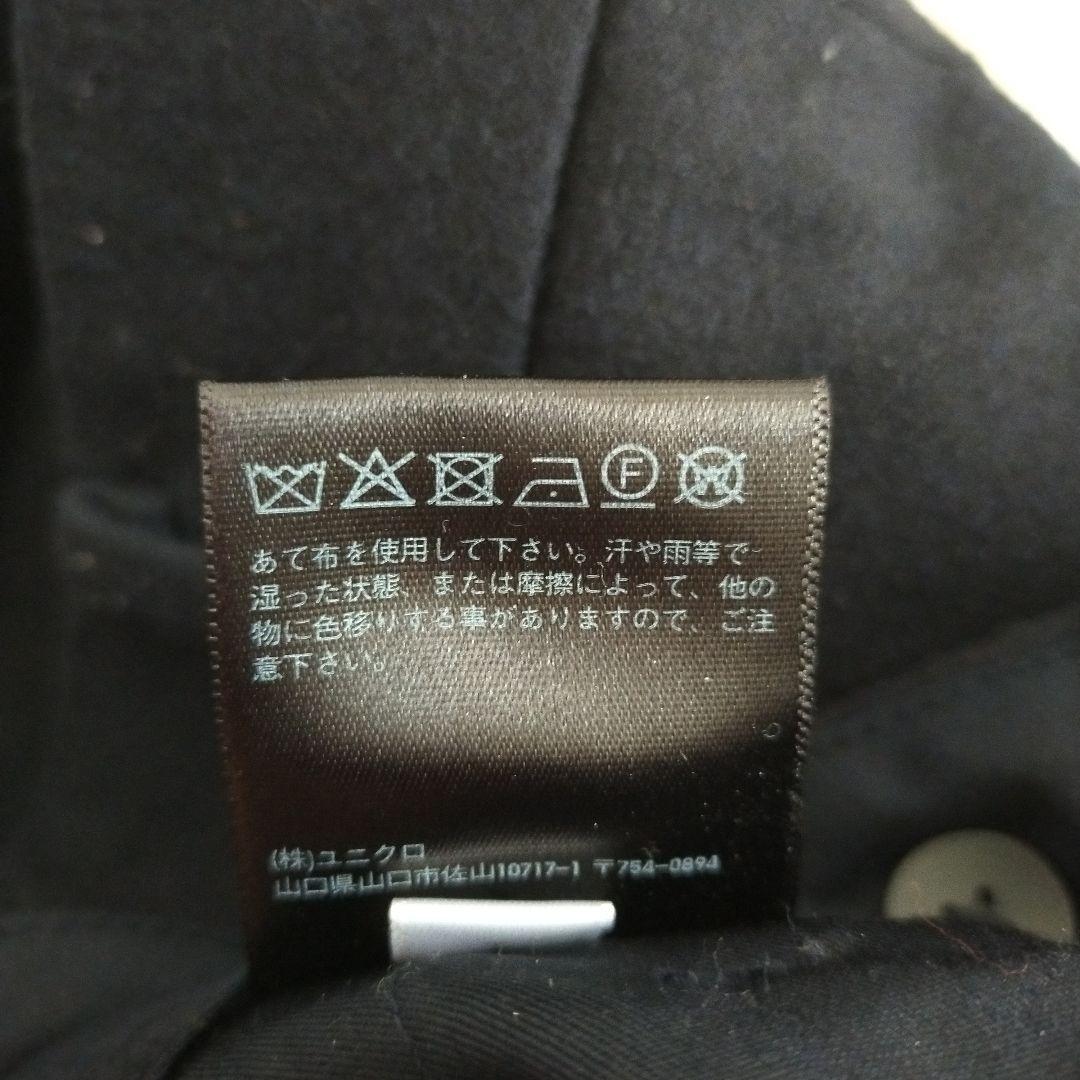 F W
あて布を使用して下さい。汗や雨等で
湿った状態、または摩擦によって、他の
物に色移りする事がありますので、ご注
意下さい。
(株)ユニクロ
山口県山口市佐山10717-1 〒754-0894